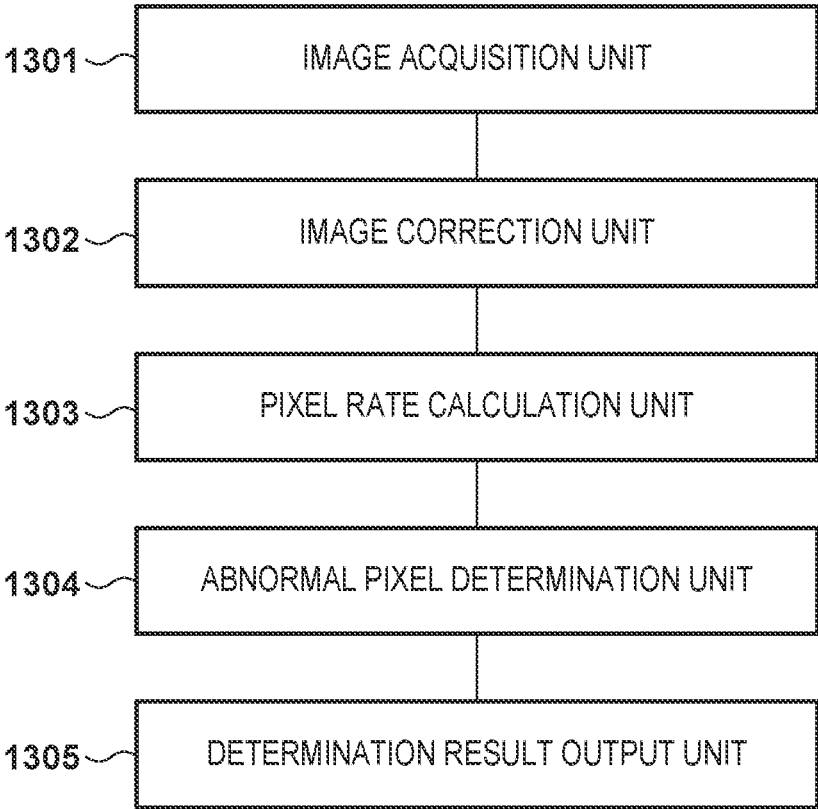 1301 IMAGE ACQUISITION UNIT
1302 IMAGE CORRECTION UNIT
1303 PIXEL RATE CALCULATION UNIT
1304 ABNORMAL PIXEL DETERMINATION UNIT
1305 DETERMINATION RESULT OUTPUT UNIT